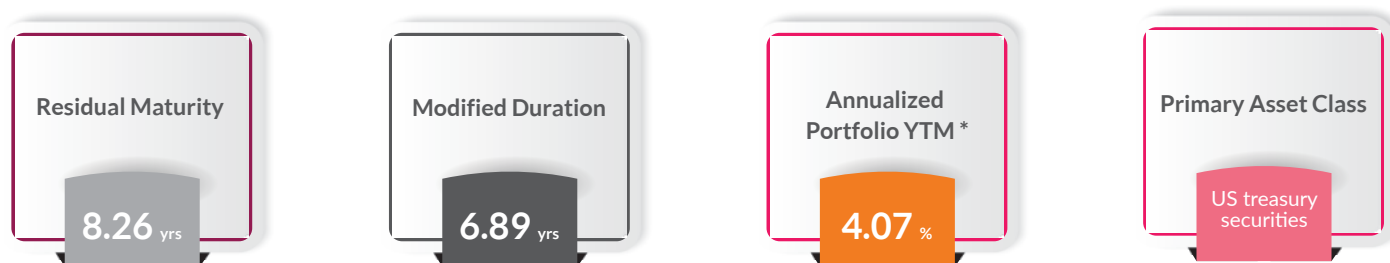 Residual Maturity
8.26 yrs
Modified Duration
6.89 yrs
Annualized
Portfolio YTM *
4.07 %
Primary Asset Class
US treasury
securities